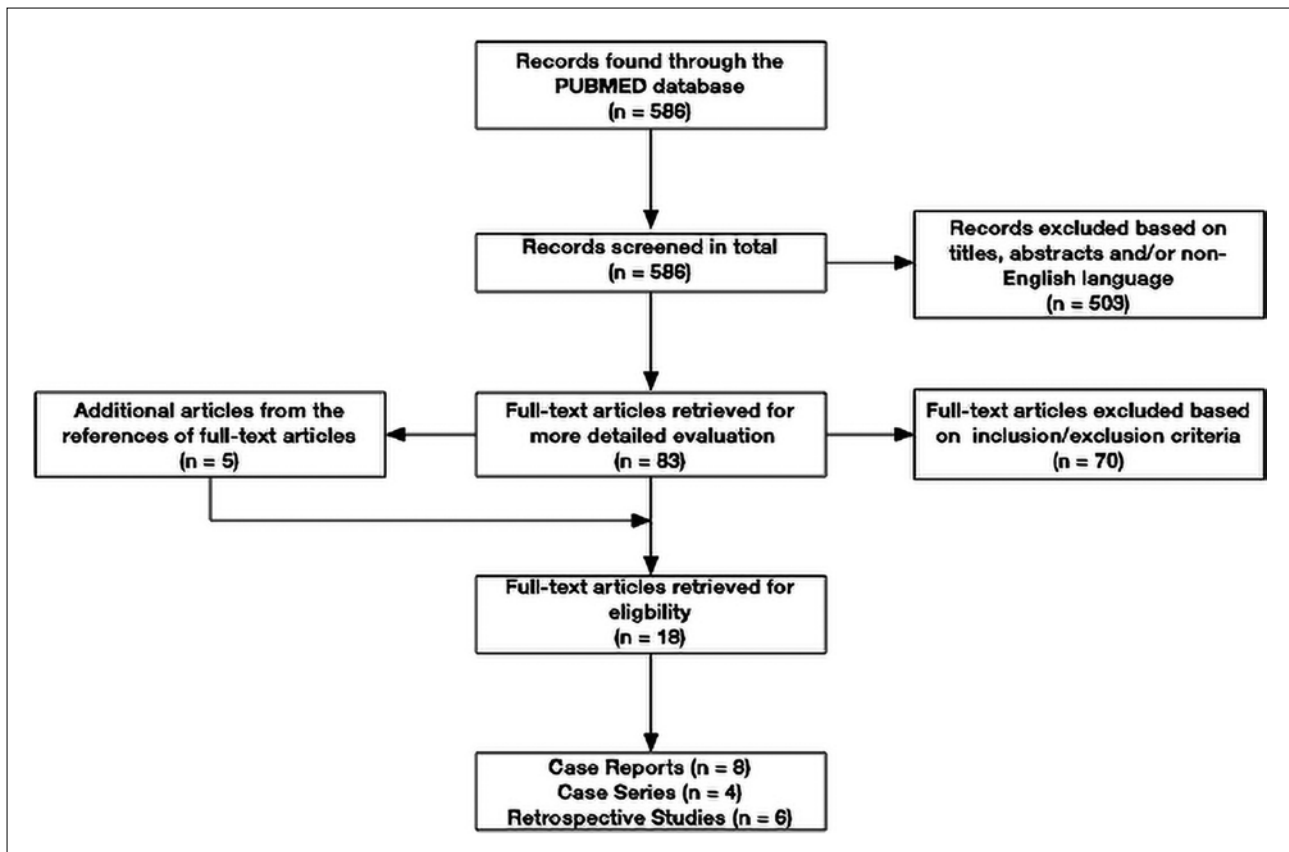 Records found through the
PUBMED database
(n = 586)
Records screened in total
(n = 586)
Records excluded based on
titles, abstracts and/or non-
English language
(n = 503)
Additional articles from the
references of full-text articles
(n = 5)
Full-text articles retrieved for
more detailed evaluation
(n = 83)
Full-text articles excluded based
on inclusion/exclusion criteria
(n = 70)
Full-text articles retrieved for
eligbility
(n = 18)
Case Reports (n = 8)
Case Series (n = 4)
Retrospective Studies (n = 6)